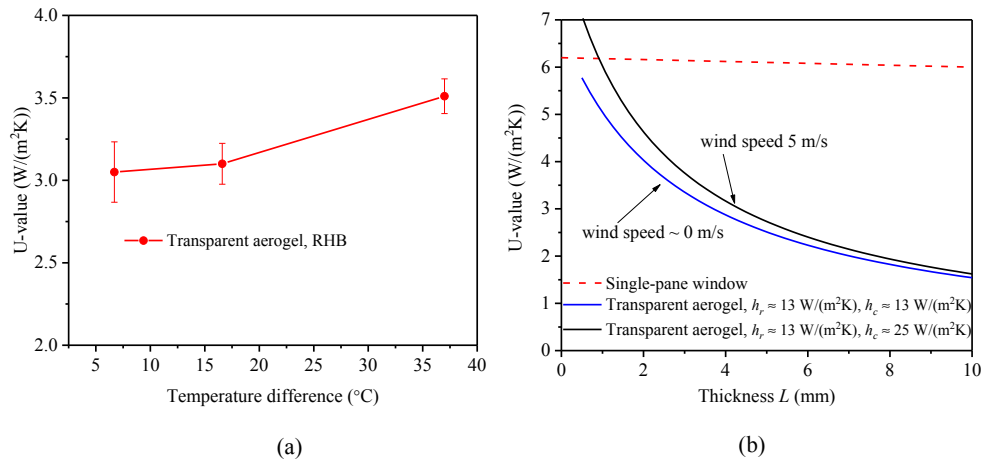 4.0
3.5
3.0
2.5
2.0
U-value (W/(m²K))
Transparent aerogel, RHB
5 10 15 20 25 30 35 40
Temperature difference (°C)
(a)
7
6
5
4
3
2
1
0
U-value (W/(m²K))
wind speed 5 m/s
wind speed ~ 0 m/s
Single-pane window
Transparent aerogel, hᵣ ≈ 13 W/(m²K), h_c ≈ 13 W/(m²K)
Transparent aerogel, hᵣ ≈ 13 W/(m²K), h_c ≈ 25 W/(m²K)
0 2 4 6 8 10
Thickness L (mm)
(b)